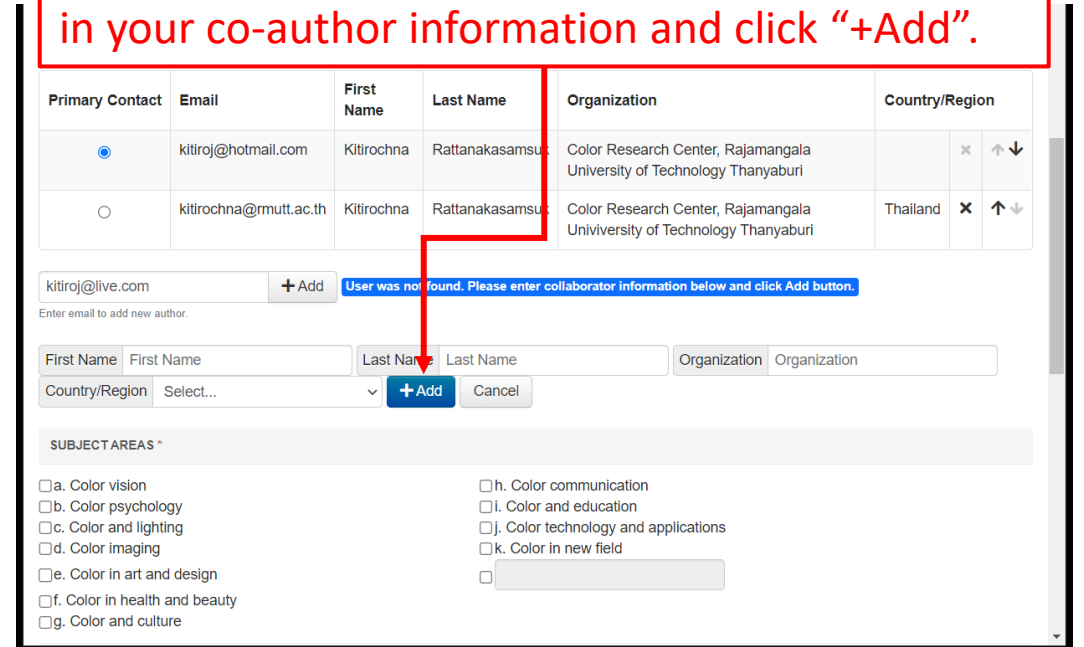 in your co-author information and click “+Add”.
Primary Contact Email First Name Last Name Organization Country/Region
kitiroj@hotmail.com Kitirochna Rattanakasamsuk Color Research Center, Rajamangala
University of Technology Thanyaburi
kitirochna@rmutt.ac.th Kitirochna Rattanakasamsuk Color Research Center, Rajamangala Thailand
Univiversity of Technology Thanyaburi
kitiroj@live.com +Add User was not found. Please enter collaborator information below and click Add button.
Enter email to add new author.
First Name First Name Last Name Last Name Organization Organization
Country/Region Select... +Add Cancel
SUBJECT AREAS *
a. Color vision
b. Color psychology
c. Color and lighting
d. Color imaging
e. Color in art and design
f. Color in health and beauty
g. Color and culture
h. Color communication
i. Color and education
j. Color technology and applications
k. Color in new field